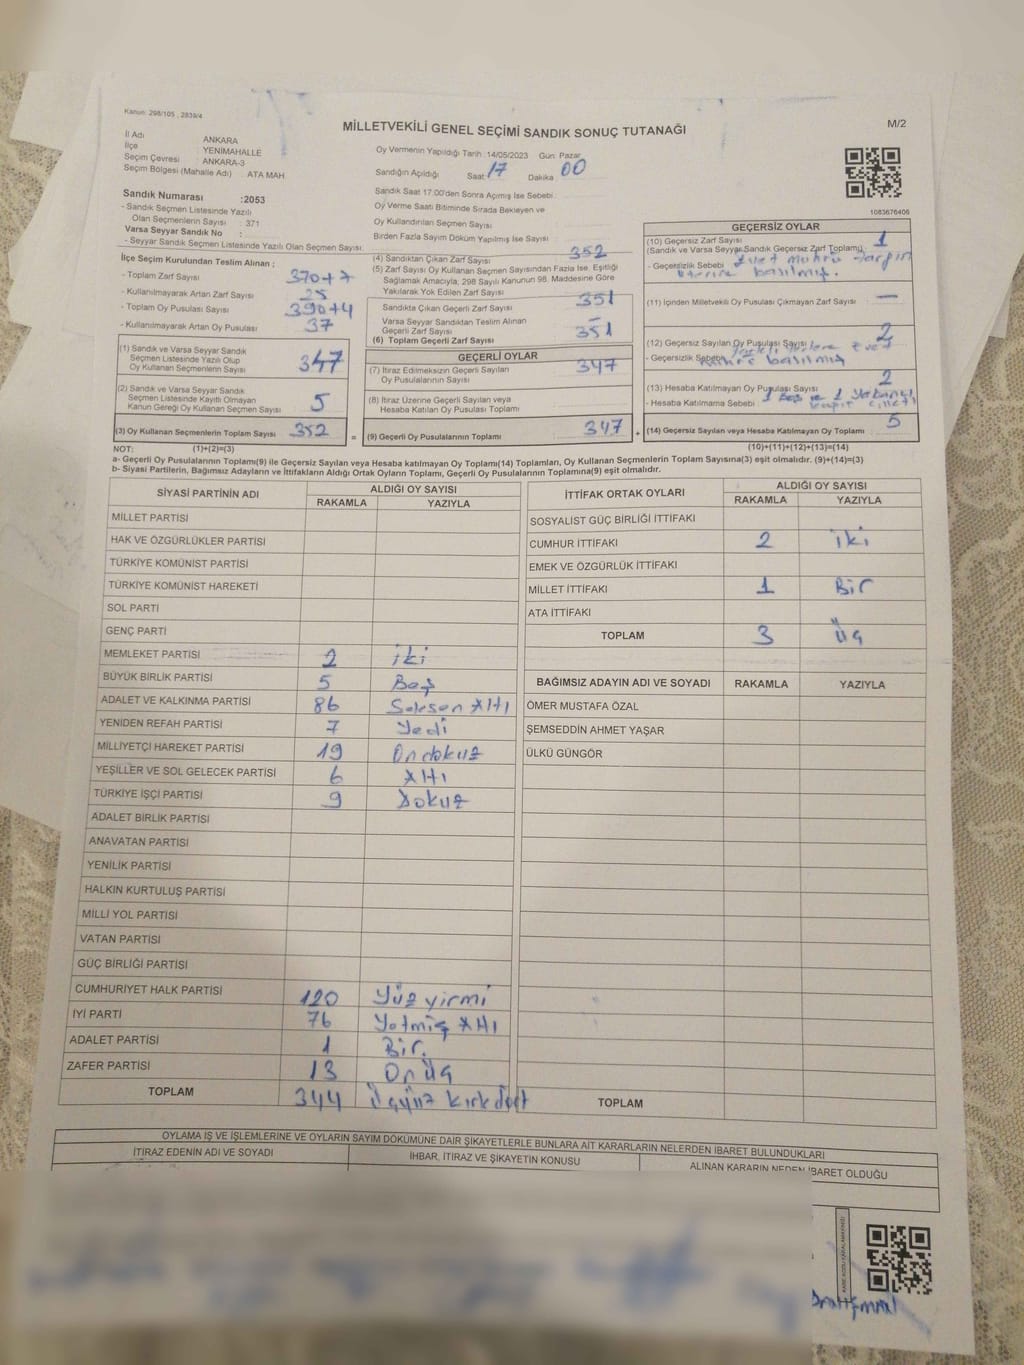 Kanun: 298/105 , 2839/4
MİLLETVEKİLİ GENEL SEÇİMİ SANDIK SONUÇ TUTANAĞI
M/2
İl Adı ANKARA
İlçe YENİMAHALLE
Seçim Çevresi : ANKARA-3
Seçim Bölgesi (Mahalle Adı) : ATA MAH
Oy Vermenin Yapıldığı Tarih :14/05/2023 Gün: Pazar
Sandığın Açıldığı Saat 17 Dakika 00
Sandık Saat 17:00'den Sonra Açımış İse Sebebi :
Oy Verme Saati Bitiminde Sırada Bekleyen ve
Oy Kullandırılan Seçmen Sayısı
Birden Fazla Sayım Döküm Yapılmış İse Sayısı
1083676406
Sandık Numarası :2053
- Sandık Seçmen Listesinde Yazılı
Olan Seçmenlerin Sayısı : 371
Varsa Seyyar Sandık No :
- Seyyar Sandık Seçmen Listesinde Yazılı Olan Seçmen Sayısı:
İlçe Seçim Kurulundan Teslim Alınan :
- Toplam Zarf Sayısı 370+7
- Kullanılmayarak Artan Zarf Sayısı 25
- Toplam Oy Pusulası Sayısı 390+4
- Kullanılmayarak Artan Oy Pusulası 37
(1) Sandık ve Varsa Seyyar Sandık
Seçmen Listesinde Yazılı Olup
Oy Kullanan Seçmenlerin Sayısı 347
(2) Sandık ve Varsa Seyyar Sandık
Seçmen Listesinde Kayıtlı Olmayan
Kanun Gereği Oy Kullanan Seçmen Sayısı 5
(3) Oy Kullanan Seçmenlerin Toplam Sayısı 352
(4) Sandıktan Çıkan Zarf Sayısı 352
(5) Zarf Sayısı Oy Kullanan Seçmen Sayısından Fazla İse, Eşitliği
Sağlamak Amacıyla, 298 Sayılı Kanunun 98. Maddesine Göre
Yakılarak Yok Edilen Zarf Sayısı
Sandıkta Çıkan Geçerli Zarf Sayısı 351
Varsa Seyyar Sandıktan Teslim Alınan
Geçerli Zarf Sayısı –
(6) Toplam Geçerli Zarf Sayısı 351
GEÇERLİ OYLAR
(7) İtiraz Edilmeksizin Geçerli Sayılan
Oy Pusulalarının Sayısı 347
(8) İtiraz Üzerine Geçerli Sayılan veya
Hesaba Katılan Oy Pusulası Toplamı
= (9) Geçerli Oy Pusulalarının Toplamı 347 +
GEÇERSİZ OYLAR
(10) Geçersiz Zarf Sayısı 1
(Sandık ve Varsa Seyyar Sandık Geçersiz Zarf Toplamı)
- Geçersizlik Sebebi Evet mührü zarfın
üzerine basılmış.
(11) İçinden Milletvekili Oy Pusulası Çıkmayan Zarf Sayısı —
(12) Geçersiz Sayılan Oy Pusulası Sayısı 2
- Geçersizlik Sebebi yerlere Evet
basılmış
(13) Hesaba Katılmayan Oy Pusulası Sayısı 2
- Hesaba Katılmama Sebebi 1 Boş ve 1 Yabancı
(14) Geçersiz Sayılan veya Hesaba Katılmayan Oy Toplamı 5
NOT: (1)+(2)=(3) (10)+(11)+(12)+(13)=(14)
a- Geçerli Oy Pusulalarının Toplamı(9) ile Geçersiz Sayılan veya Hesaba katılmayan Oy Toplamı(14) Toplamları, Oy Kullanan Seçmenlerin Toplam Sayısına(3) eşit olmalıdır. (9)+(14)=(3)
b- Siyasi Partilerin, Bağımsız Adayların ve İttifakların Aldığı Ortak Oyların Toplamı, Geçerli Oy Pusulalarının Toplamına(9) eşit olmalıdır.
SİYASİ PARTİNİN ADI ALDIĞI OY SAYISI
RAKAMLA YAZIYLA
MİLLET PARTİSİ
HAK VE ÖZGÜRLÜKLER PARTİSİ
TÜRKİYE KOMÜNİST PARTİSİ
TÜRKİYE KOMÜNİST HAREKETİ
SOL PARTİ
GENÇ PARTİ
MEMLEKET PARTİSİ 2 iki
BÜYÜK BİRLİK PARTİSİ 5 Beş
ADALET VE KALKINMA PARTİSİ 86 Seksen Altı
YENİDEN REFAH PARTİSİ 7 Yedi
MİLLİYETÇİ HAREKET PARTİSİ 19 Ondokuz
YEŞİLLER VE SOL GELECEK PARTİSİ 6 Altı
TÜRKİYE İŞÇİ PARTİSİ 9 Dokuz
ADALET BİRLİK PARTİSİ
ANAVATAN PARTİSİ
YENİLİK PARTİSİ
HALKIN KURTULUŞ PARTİSİ
MİLLİ YOL PARTİSİ
VATAN PARTİSİ
GÜÇ BİRLİĞİ PARTİSİ
CUMHURİYET HALK PARTİSİ 120 Yüz yirmi
İYİ PARTİ 76 Yetmiş Altı
ADALET PARTİSİ 1 Bir.
ZAFER PARTİSİ 13 Onüç
TOPLAM 344 üçyüz kırk dört
İTTİFAK ORTAK OYLARI ALDIĞI OY SAYISI
RAKAMLA YAZIYLA
SOSYALİST GÜÇ BİRLİĞİ İTTİFAKI
CUMHUR İTTİFAKI 2 iki
EMEK VE ÖZGÜRLÜK İTTİFAKI
MİLLET İTTİFAKI 1 Bir
ATA İTTİFAKI
TOPLAM 3 Üç
BAĞIMSIZ ADAYIN ADI VE SOYADI RAKAMLA YAZIYLA
ÖMER MUSTAFA ÖZAL
ŞEMSEDDİN AHMET YAŞAR
ÜLKÜ GÜNGÖR
TOPLAM
OYLAMA İŞ VE İŞLEMLERİNE VE OYLARIN SAYIM DÖKÜMÜNE DAİR ŞİKAYETLERLE BUNLARA AİT KARARLARIN NELERDEN İBARET BULUNDUKLARI
İTİRAZ EDENİN ADI VE SOYADI İHBAR, İTİRAZ VE ŞİKAYETİN KONUSU ALINAN KARARIN NEDEN İBARET OLDUĞU